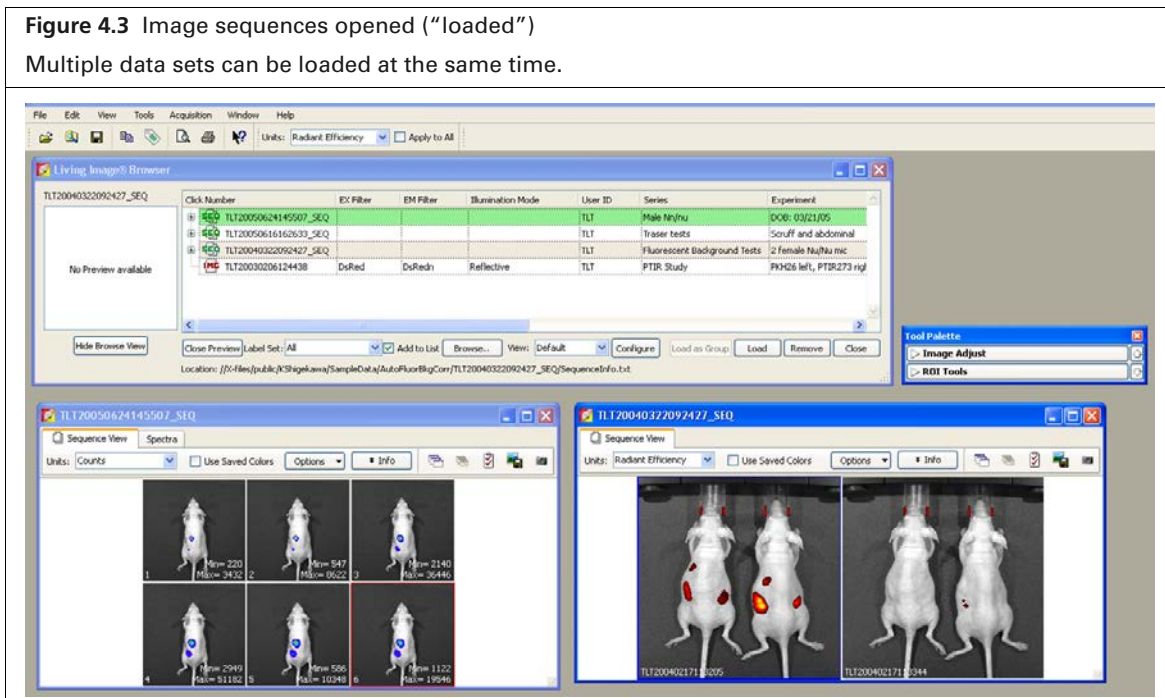 Figure 4.3 Image sequences opened (“loaded”)
Multiple data sets can be loaded at the same time.
File Edit View Tools Acquisition Window Help
Units: Radiant Efficiency Apply to All
Living Image® Browser
TLT20040322092427_SEQ
No Preview available
Hide Browse View
Click Number EX Filter EM Filter Illumination Mode User ID Series Experiment
SEQ TLT20050624145507_SEQ TLT Male Nn/nu DOB: 03/21/05
SEQ TLT20050616162633_SEQ TLT Traser tests Scruff and abdominal
SEQ TLT20040322092427_SEQ TLT Fluorescent Background Tests 2 female Nu/Nu mic
IMG TLT20030206124438 DsRed DsRedn Reflective TLT PTIR Study PKH26 left, PTIR273 rig
Close Preview Label Set: All Add to List Browse... View: Default Configure Load as Group Load Remove Close
Location: //X-files/public/KShigekawa/SampleData/AutoFluorBkgCorr/TLT20040322092427_SEQ/SequenceInfo.txt
Tool Palette
Image Adjust
ROI Tools
TLT20050624145507_SEQ
Sequence View Spectra
Units: Counts Use Saved Colors Options Info
Min= 220
Max= 3432
1
Min= 547
Max= 8622
2
Min= 2140
Max= 36446
3
Min= 2949
Max= 51182
4
Min= 586
Max= 10348
5
Min= 1122
Max= 19546
6
TLT20040322092427_SEQ
Sequence View
Units: Radiant Efficiency Use Saved Colors Options Info